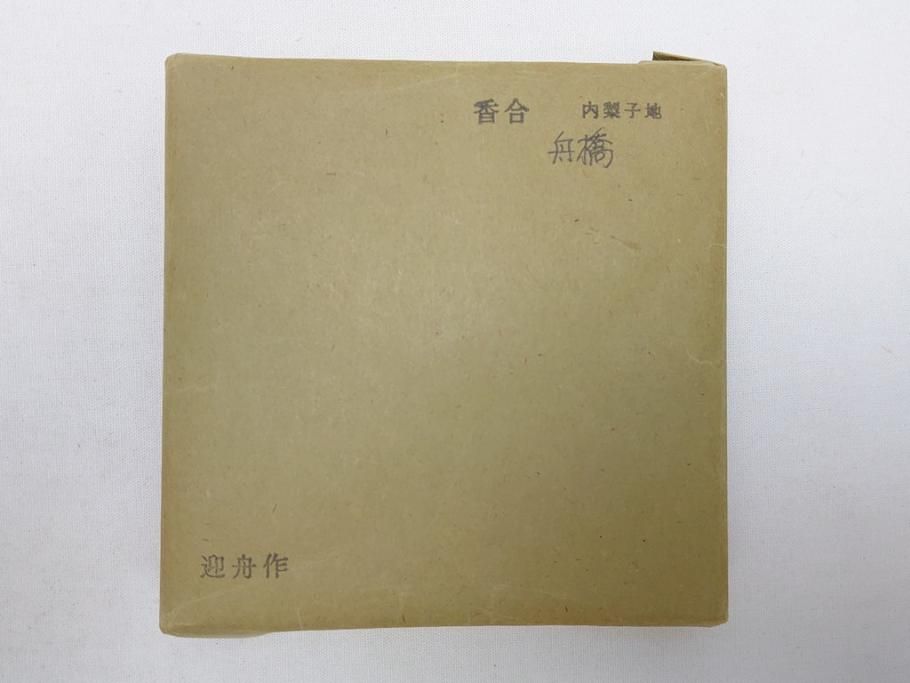 香合 内梨子地
舟橋
迎舟作